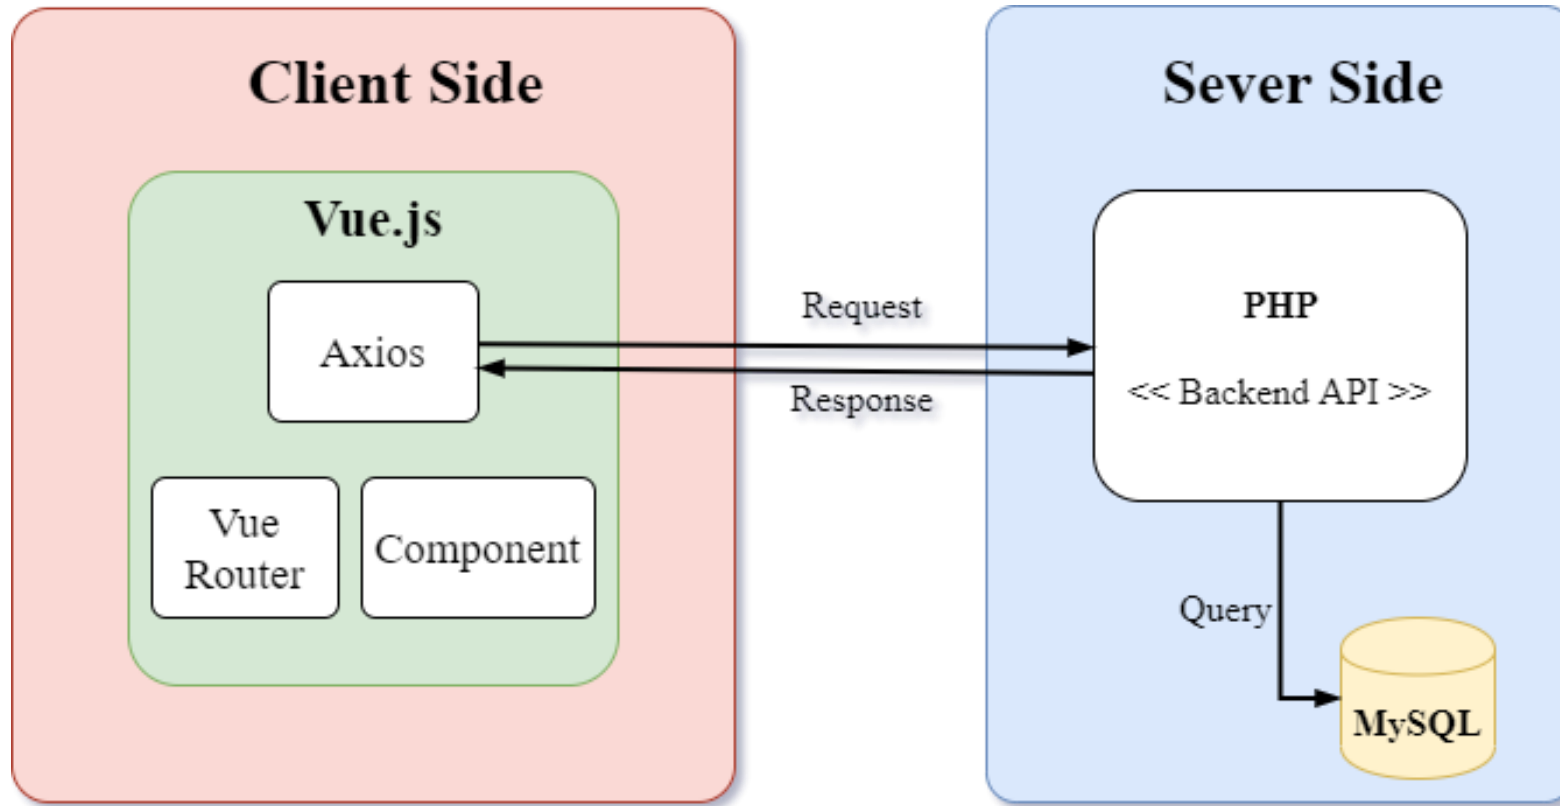 Client Side
Sever Side
Vue.js
Axios
Request
Response
PHP
<< Backend API >>
Vue
Router
Component
Query
MySQL